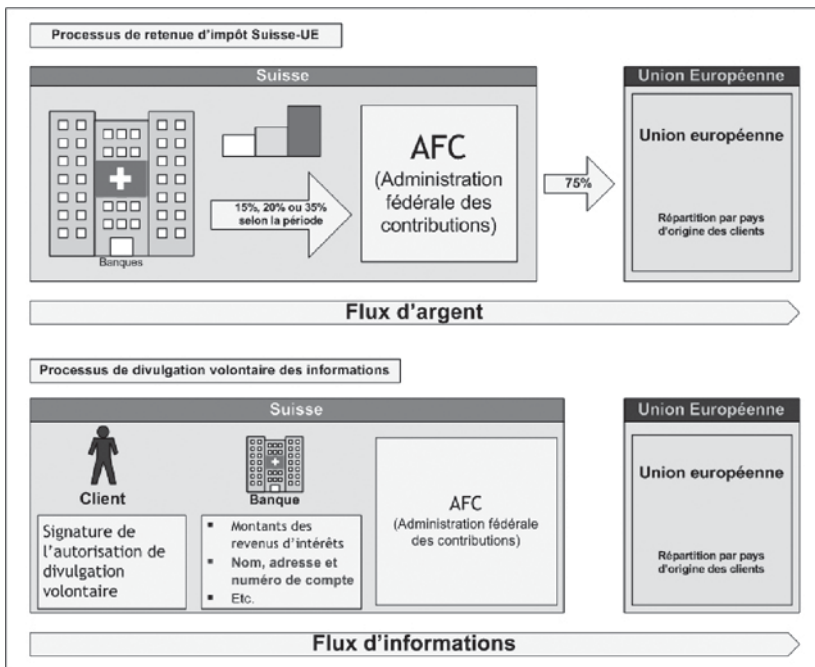 Processus de retenue d'impôt Suisse-UE
Suisse
Banques
15%, 20% ou 35%
selon la période
AFC
(Administration
fédérale des
contributions)
75%
Union Européenne
Union européenne
Répartition par pays
d'origine des clients
Flux d'argent
Processus de divulgation volontaire des informations
Suisse
Client
Signature de
l'autorisation de
divulgation
volontaire
Banque
Montants des
revenus d'intérêts
Nom, adresse et
numéro de compte
Etc.
AFC
(Administration fédérale
des contributions)
Union Européenne
Union européenne
Répartition par pays
d'origine des clients
Flux d'informations